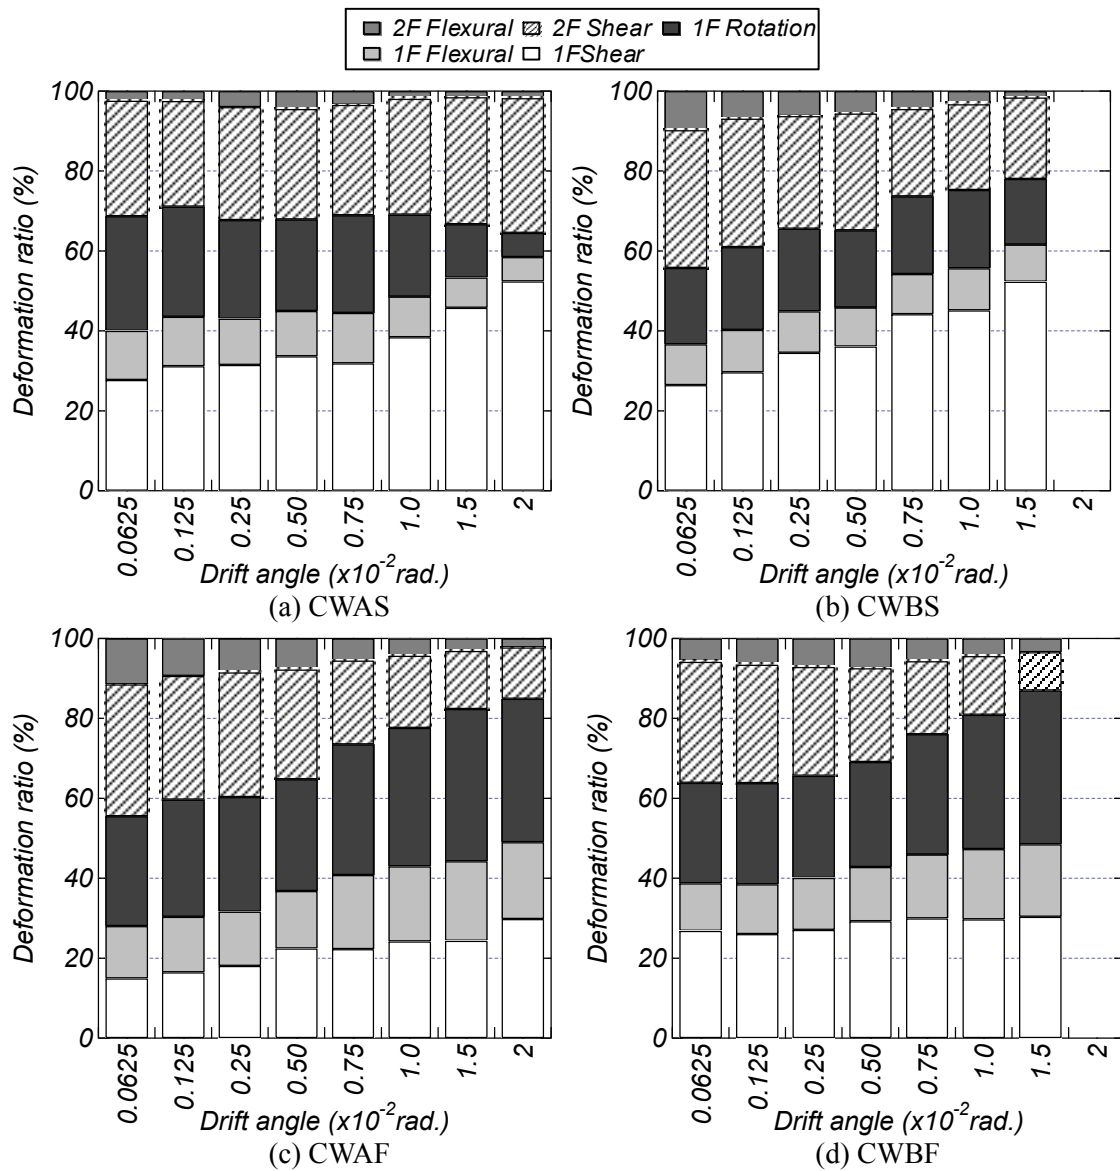 2F Flexural 2F Shear 1F Rotation
1F Flexural 1FShear
100
80
60
40
20
0
Deformation ratio (%)
0.0625 0.125 0.25 0.50 0.75 1.0 1.5 2
Drift angle (x10-2rad.)
(a) CWAS
100
80
60
40
20
0
Deformation ratio (%)
0.0625 0.125 0.25 0.50 0.75 1.0 1.5 2
Drift angle (x10-2rad.)
(b) CWBS
100
80
60
40
20
0
Deformation ratio (%)
0.0625 0.125 0.25 0.50 0.75 1.0 1.5 2
Drift angle (x10-2rad.)
(c) CWAF
100
80
60
40
20
0
Deformation ratio (%)
0.0625 0.125 0.25 0.50 0.75 1.0 1.5 2
Drift angle (x10-2rad.)
(d) CWBF